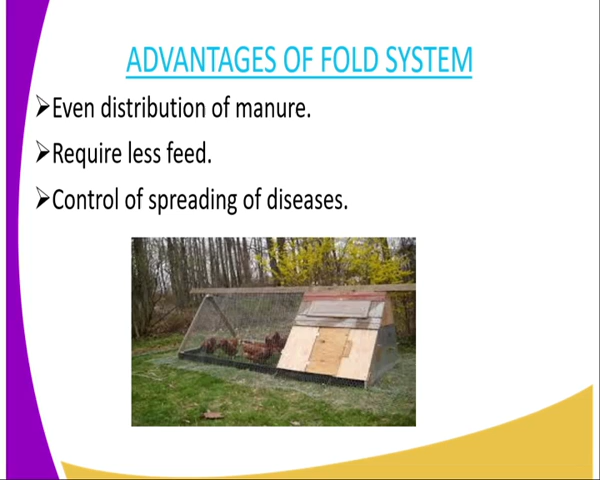 ADVANTAGES OF FOLD SYSTEM
Even distribution of manure.
Require less feed.
Control of spreading of diseases.